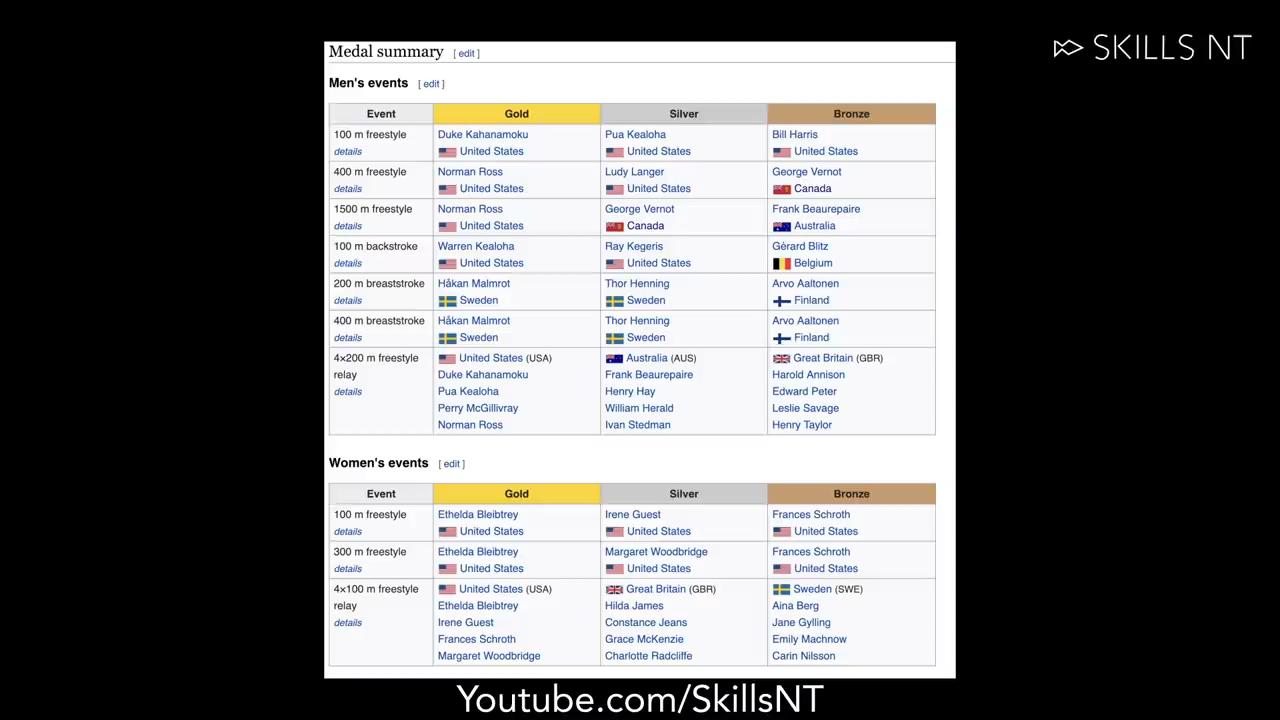 SKILLS NT
Medal summary [ edit ]
Men's events [ edit ]
Event Gold Silver Bronze
100 m freestyle Duke Kahanamoku Pua Kealoha Bill Harris
details United States United States United States
400 m freestyle Norman Ross Ludy Langer George Vernot
details United States United States Canada
1500 m freestyle Norman Ross George Vernot Frank Beaurepaire
details United States Canada Australia
100 m backstroke Warren Kealoha Ray Kegeris Gérard Blitz
details United States United States Belgium
200 m breaststroke Håkan Malmrot Thor Henning Arvo Aaltonen
details Sweden Sweden Finland
400 m breaststroke Håkan Malmrot Thor Henning Arvo Aaltonen
details Sweden Sweden Finland
4×200 m freestyle United States (USA) Australia (AUS) Great Britain (GBR)
relay Duke Kahanamoku Frank Beaurepaire Harold Annison
details Pua Kealoha Henry Hay Edward Peter
Perry McGillivray William Herald Leslie Savage
Norman Ross Ivan Stedman Henry Taylor
Women's events [ edit ]
Event Gold Silver Bronze
100 m freestyle Ethelda Bleibtrey Irene Guest Frances Schroth
details United States United States United States
300 m freestyle Ethelda Bleibtrey Margaret Woodbridge Frances Schroth
details United States United States United States
4×100 m freestyle United States (USA) Great Britain (GBR) Sweden (SWE)
relay Ethelda Bleibtrey Hilda James Aina Berg
details Irene Guest Constance Jeans Jane Gylling
Frances Schroth Grace McKenzie Emily Machnow
Margaret Woodbridge Charlotte Radcliffe Carin Nilsson
Youtube.com/SkillsNT